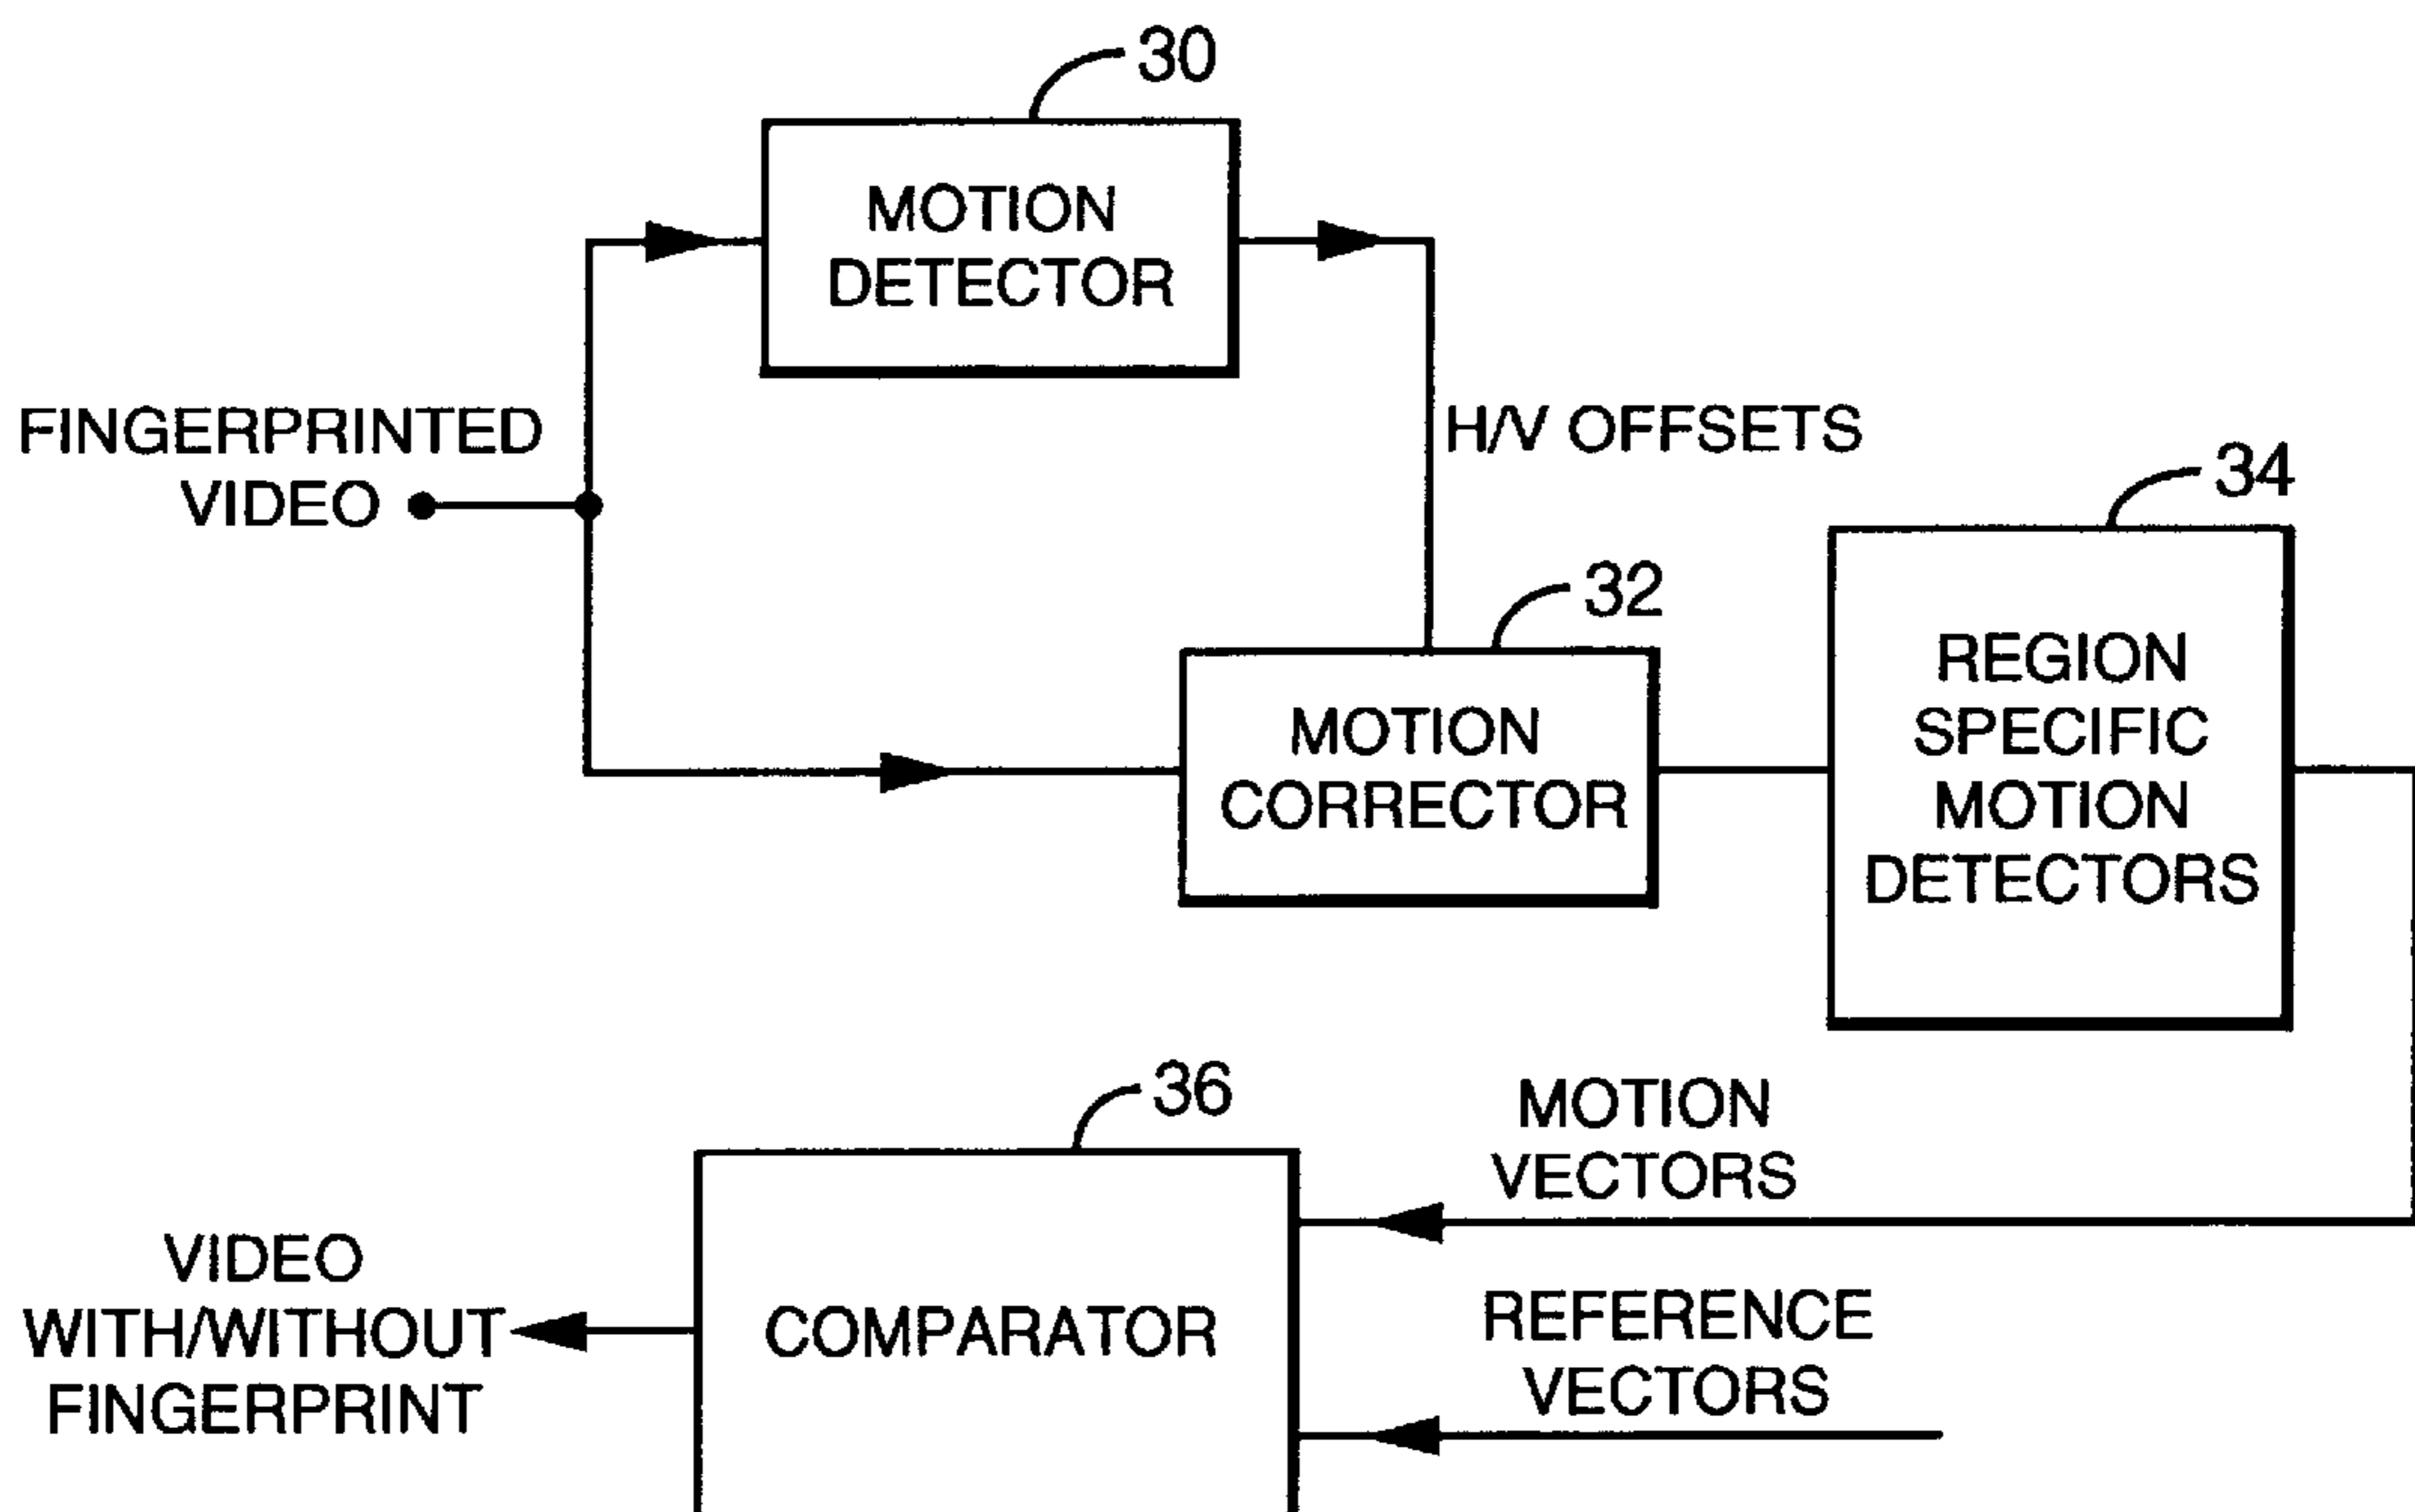 30
MOTION
DETECTOR
FINGERPRINTED
VIDEO
H/V OFFSETS
34
32
REGION
SPECIFIC
MOTION
DETECTORS
MOTION
CORRECTOR
36
MOTION
VECTORS
VIDEO
WITH/WITHOUT
FINGERPRINT
COMPARATOR
REFERENCE
VECTORS